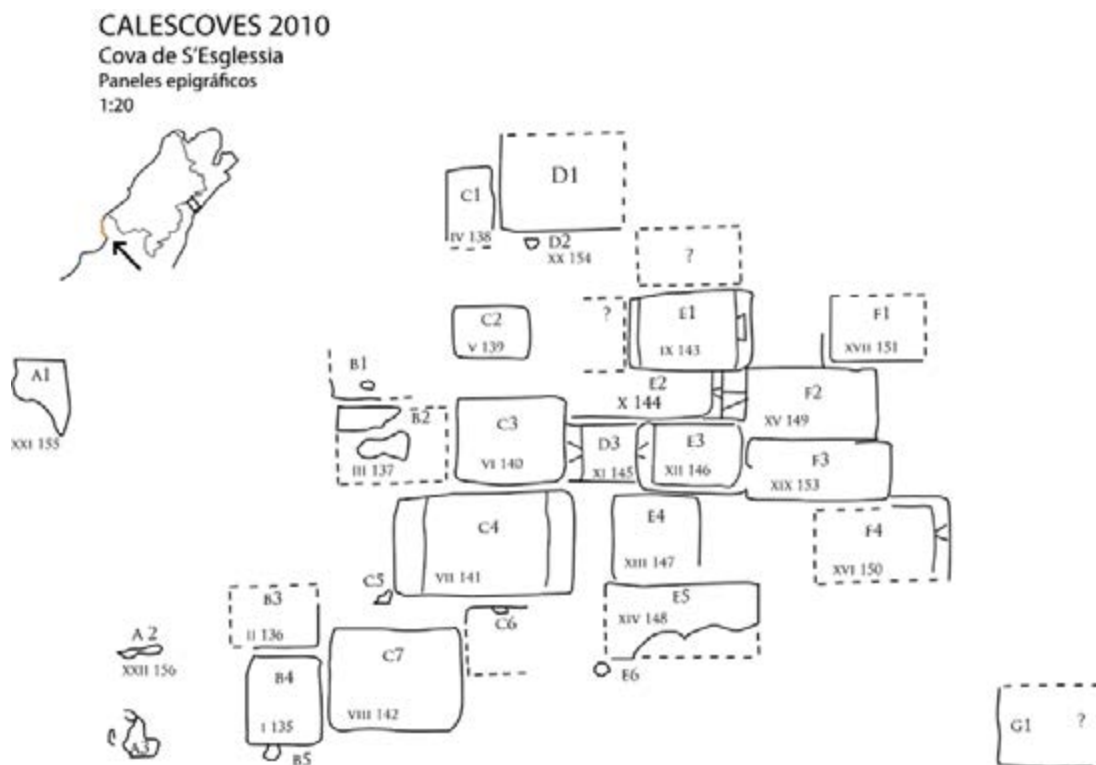 CALESCOVES 2010
Cova de S'Esglessia
Paneles epigráficos
1:20
D1
C1
IV 138
D2
XX 154
?
C2
V 139
?
E1
IX 143
F1
XVII 151
A1
XXI 155
B1
B2
III 137
C3
VI 140
E2
X 144
F2
XV 149
D3
XI 145
E3
XII 146
F3
XIX 153
C4
VII 141
E4
XIII 147
F4
XVI 150
C5
B3
II 136
C6
E5
XIV 148
A 2
XXII 156
C7
VIII 142
E6
B4
I 135
A3
B5
G1 ?